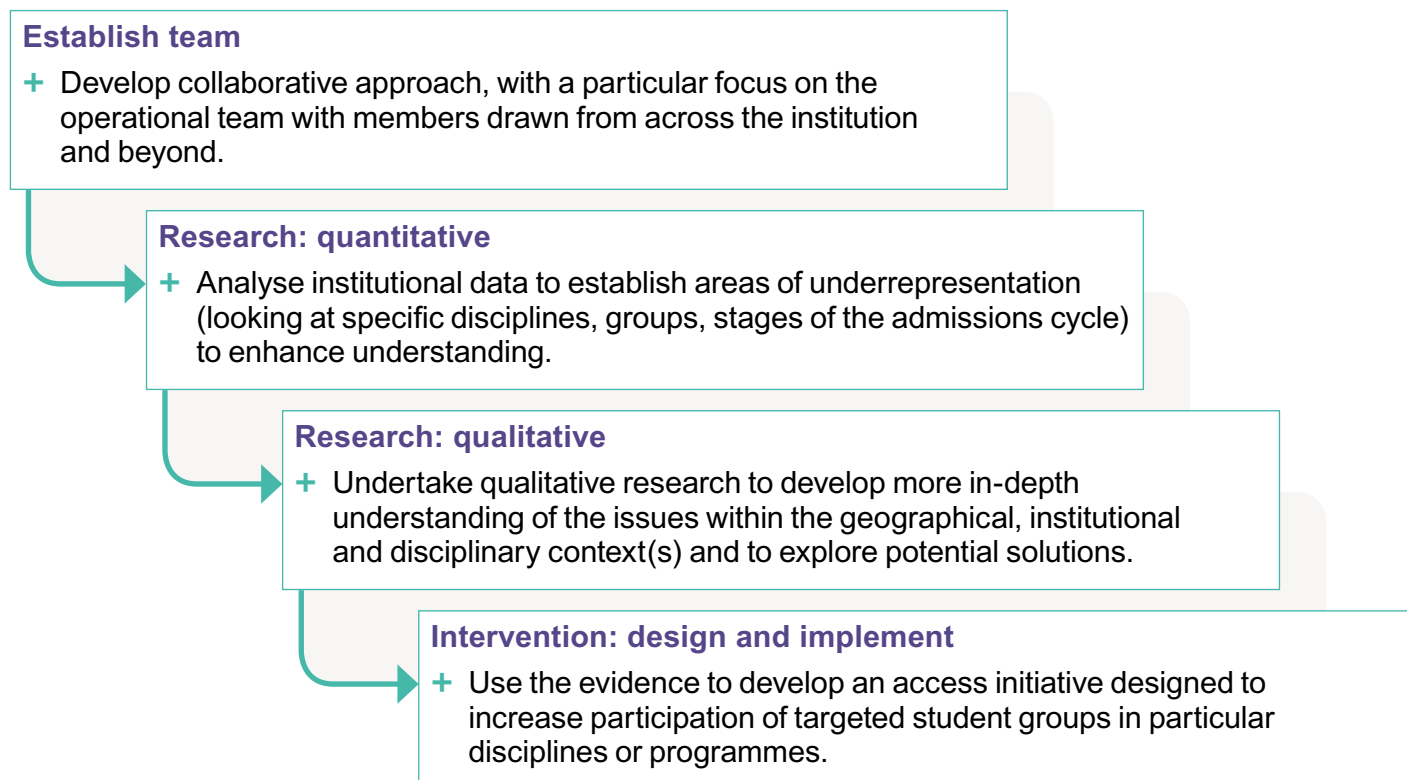 Establish team
+ Develop collaborative approach, with a particular focus on the
operational team with members drawn from across the institution
and beyond.
Research: quantitative
+ Analyse institutional data to establish areas of underrepresentation
(looking at specific disciplines, groups, stages of the admissions cycle)
to enhance understanding.
Research: qualitative
+ Undertake qualitative research to develop more in-depth
understanding of the issues within the geographical, institutional
and disciplinary context(s) and to explore potential solutions.
Intervention: design and implement
+ Use the evidence to develop an access initiative designed to
increase participation of targeted student groups in particular
disciplines or programmes.